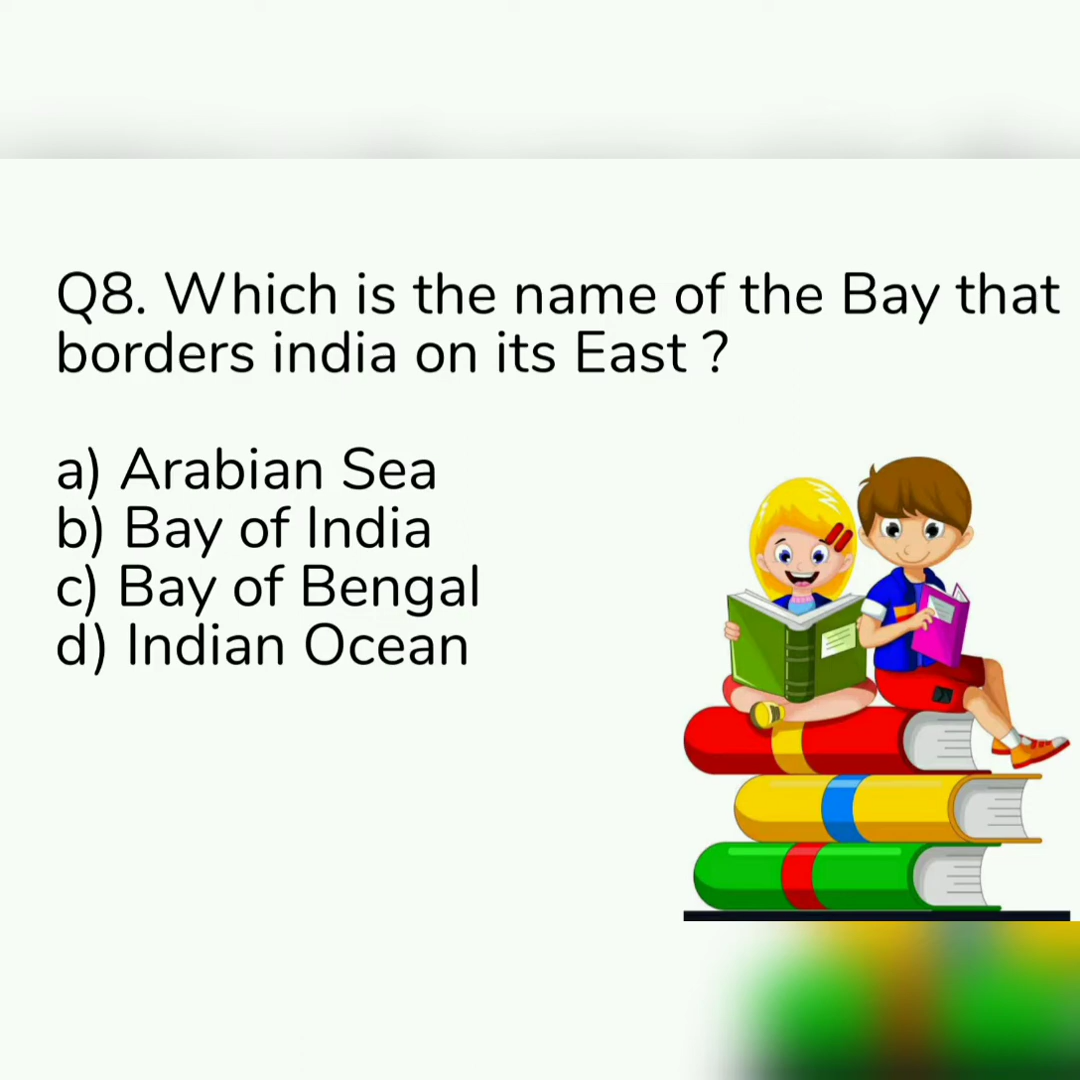 Q8. Which is the name of the Bay that
borders india on its East ?
a) Arabian Sea
b) Bay of India
c) Bay of Bengal
d) Indian Ocean